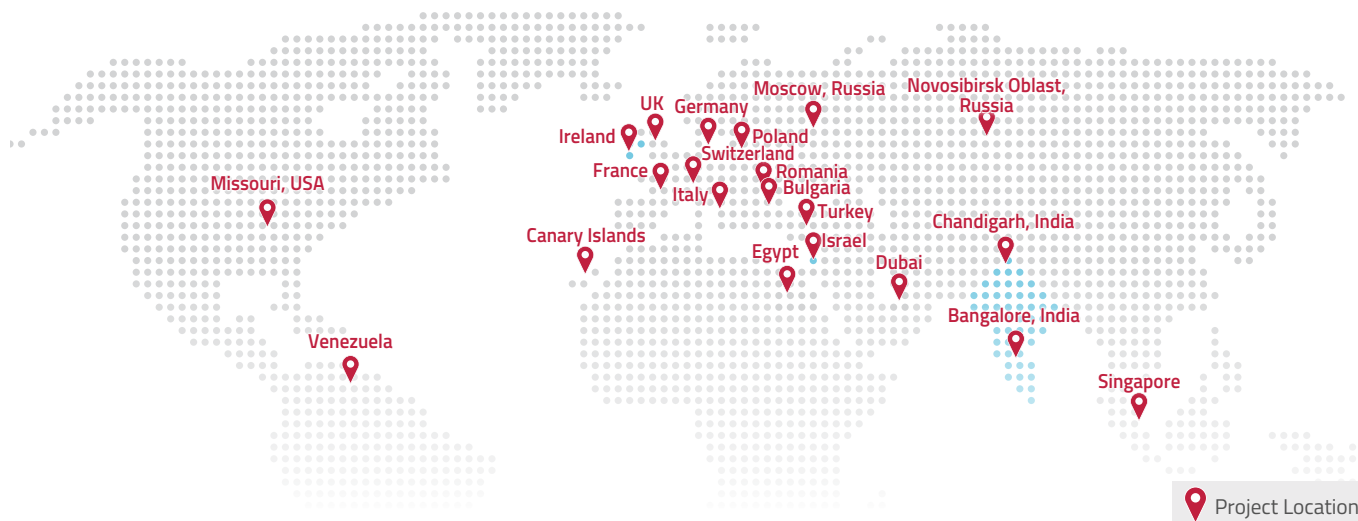 Moscow, Russia
Novosibirsk Oblast,
Russia
UK
Germany
Ireland
Poland
Switzerland
France
Romania
Missouri, USA
Italy
Bulgaria
Turkey
Chandigarh, India
Canary Islands
Israel
Egypt
Dubai
Bangalore, India
Venezuela
Singapore
Project Location